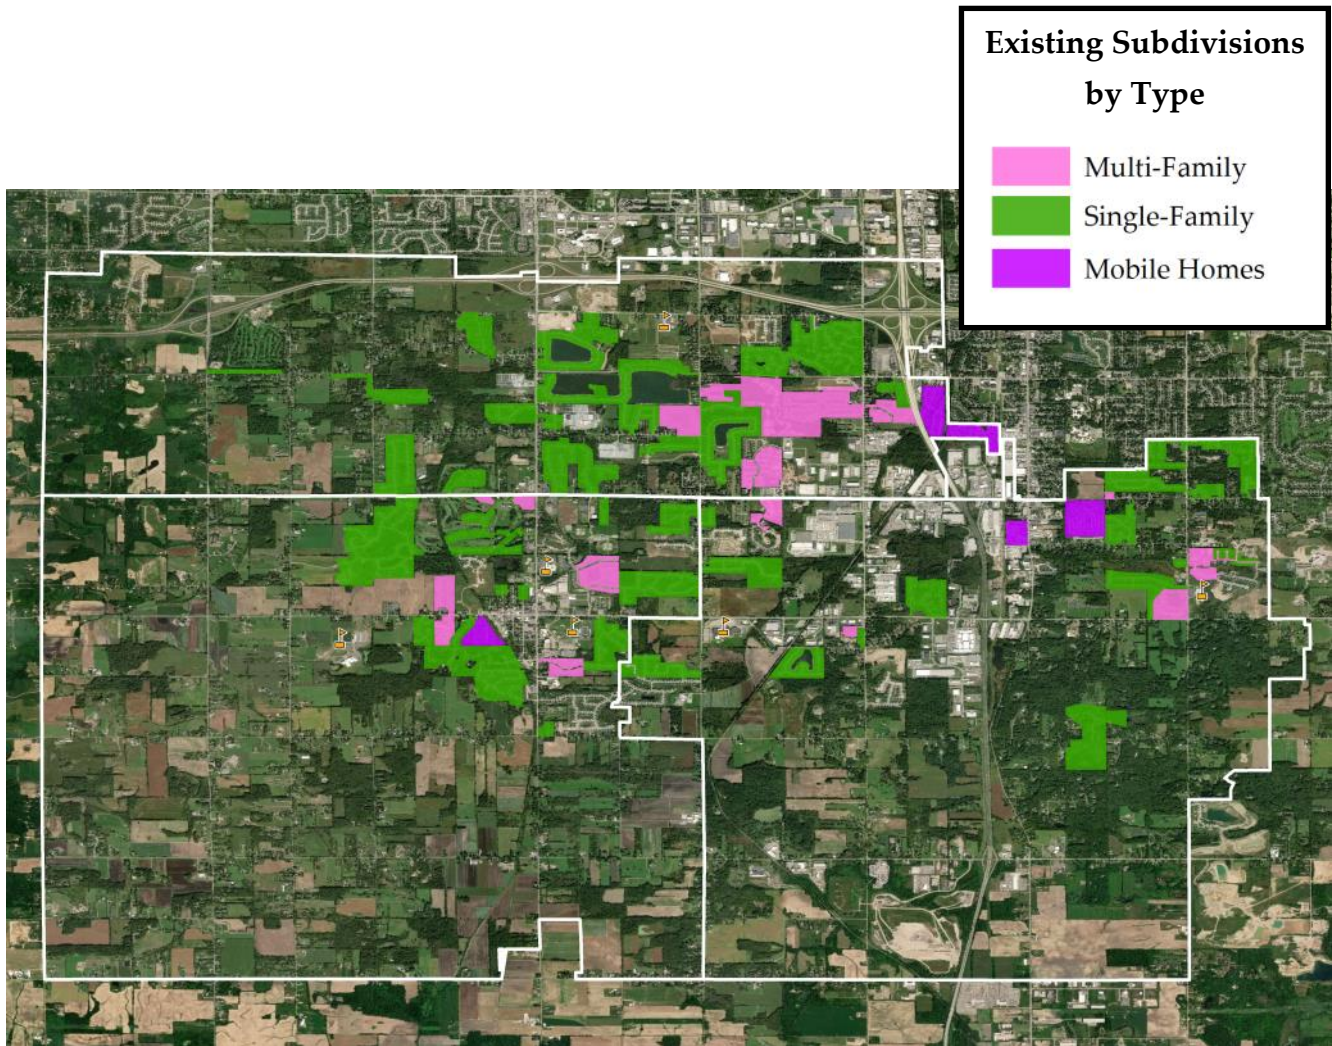 Existing Subdivisions
by Type
Multi-Family
Single-Family
Mobile Homes